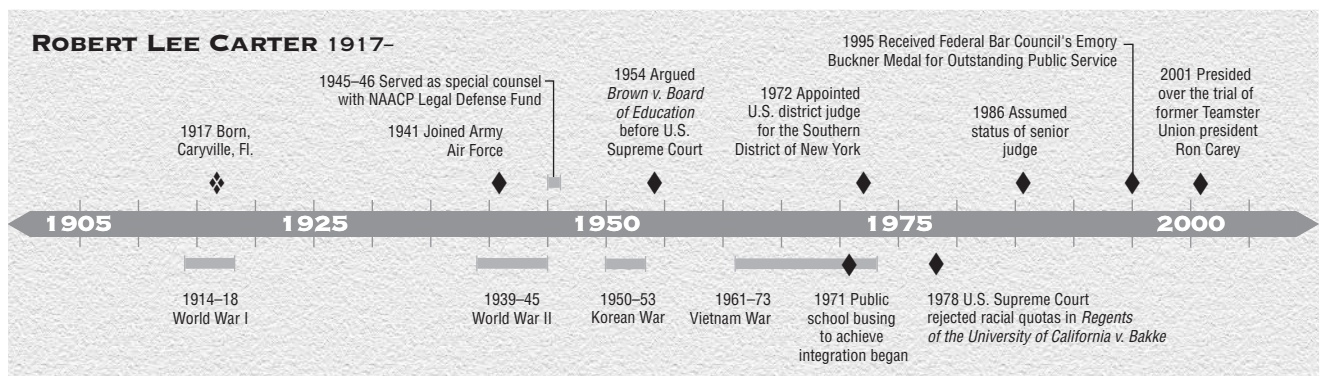 ROBERT LEE CARTER 1917–
1945–46 Served as special counsel
with NAACP Legal Defense Fund
1917 Born,
Caryville, Fl.
1941 Joined Army
Air Force
1954 Argued
Brown v. Board
of Education
before U.S.
Supreme Court
1972 Appointed
U.S. district judge
for the Southern
District of New York
1995 Received Federal Bar Council's Emory
Buckner Medal for Outstanding Public Service
1986 Assumed
status of senior
judge
2001 Presided
over the trial of
former Teamster
Union president
Ron Carey
1905 1925 1950 1975 2000
1914–18
World War I
1939–45
World War II
1950–53
Korean War
1961–73
Vietnam War
1971 Public
school busing
to achieve
integration began
1978 U.S. Supreme Court
rejected racial quotas in Regents
of the University of California v. Bakke